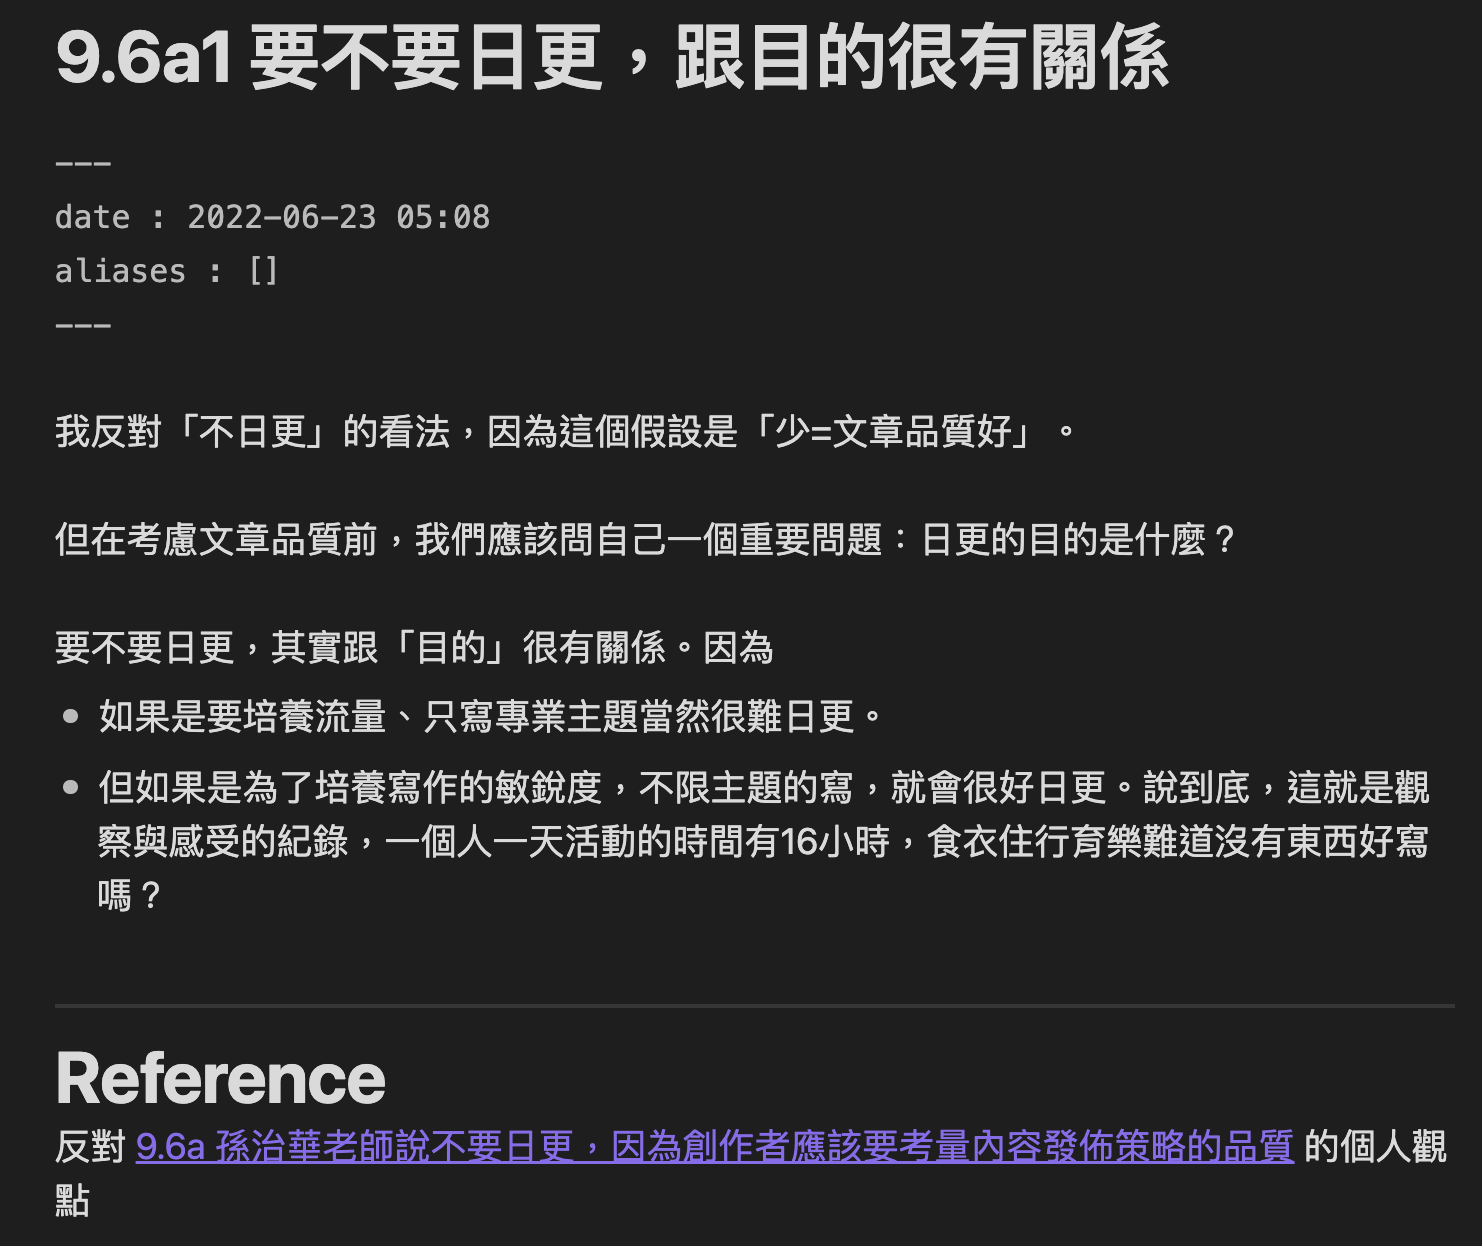 9.6a1 要不要日更，跟目的很有關係
---
date : 2022-06-23 05:08
aliases : []
---
我反對「不日更」的看法，因為這個假設是「少=文章品質好」。
但在考慮文章品質前，我們應該問自己一個重要問題：日更的目的是什麼？
要不要日更，其實跟「目的」很有關係。因為
• 如果是要培養流量、只寫專業主題當然很難日更。
• 但如果是為了培養寫作的敏銳度，不限主題的寫，就會很好日更。說到底，這就是觀
察與感受的紀錄，一個人一天活動的時間有16小時，食衣住行育樂難道沒有東西好寫
嗎？
Reference
反對 9.6a 孫治華老師說不要日更，因為創作者應該要考量內容發佈策略的品質 的個人觀
點